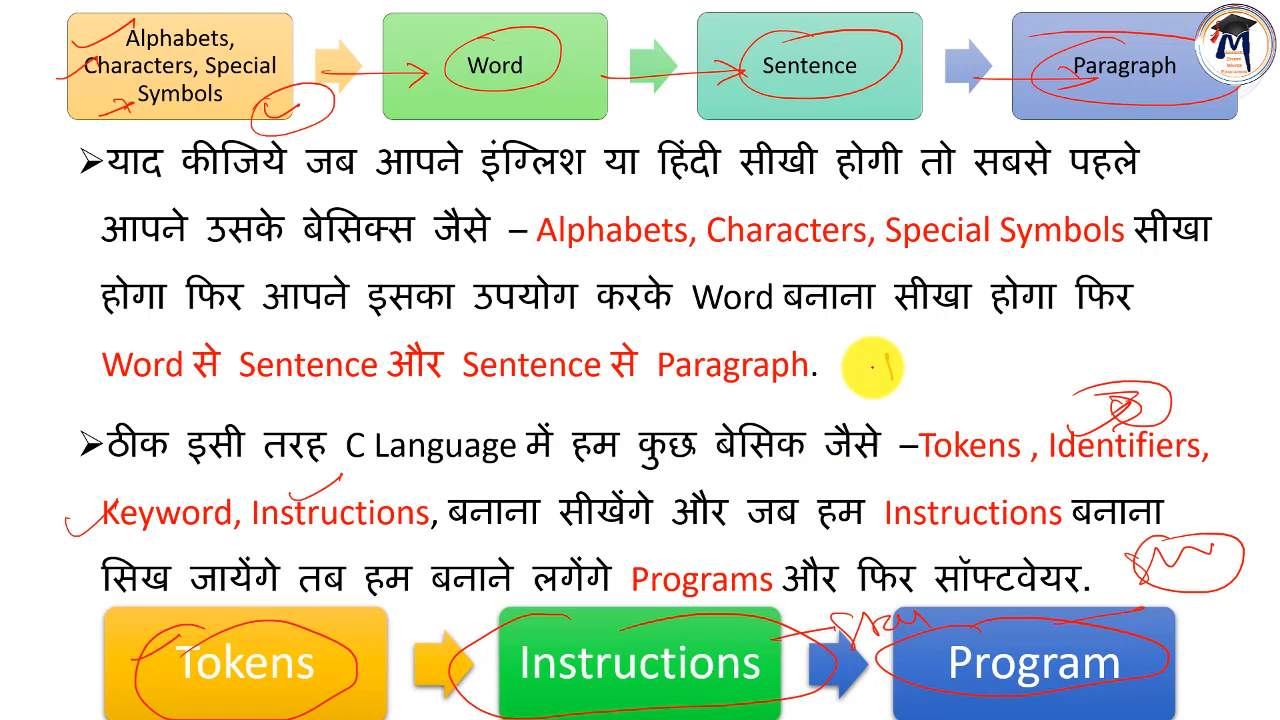 Alphabets,
Characters, Special
Symbols
Word
Sentence
Paragraph
M
➢याद कीजिये जब आपने इंग्लिश या हिंदी सीखी होगी तो सबसे पहले
आपने उसके बेसिक्स जैसे – Alphabets, Characters, Special Symbols सीखा
होगा फिर आपने इसका उपयोग करके Word बनाना सीखा होगा फिर
Word से Sentence और Sentence से Paragraph.
➢ठीक इसी तरह C Language में हम कुछ बेसिक जैसे –Tokens , Identifiers,
Keyword, Instructions, बनाना सीखेंगे और जब हम Instructions बनाना
सिख जायेंगे तब हम बनाने लगेंगे Programs और फिर सॉफ्टवेयर.
Tokens
Instructions
Program